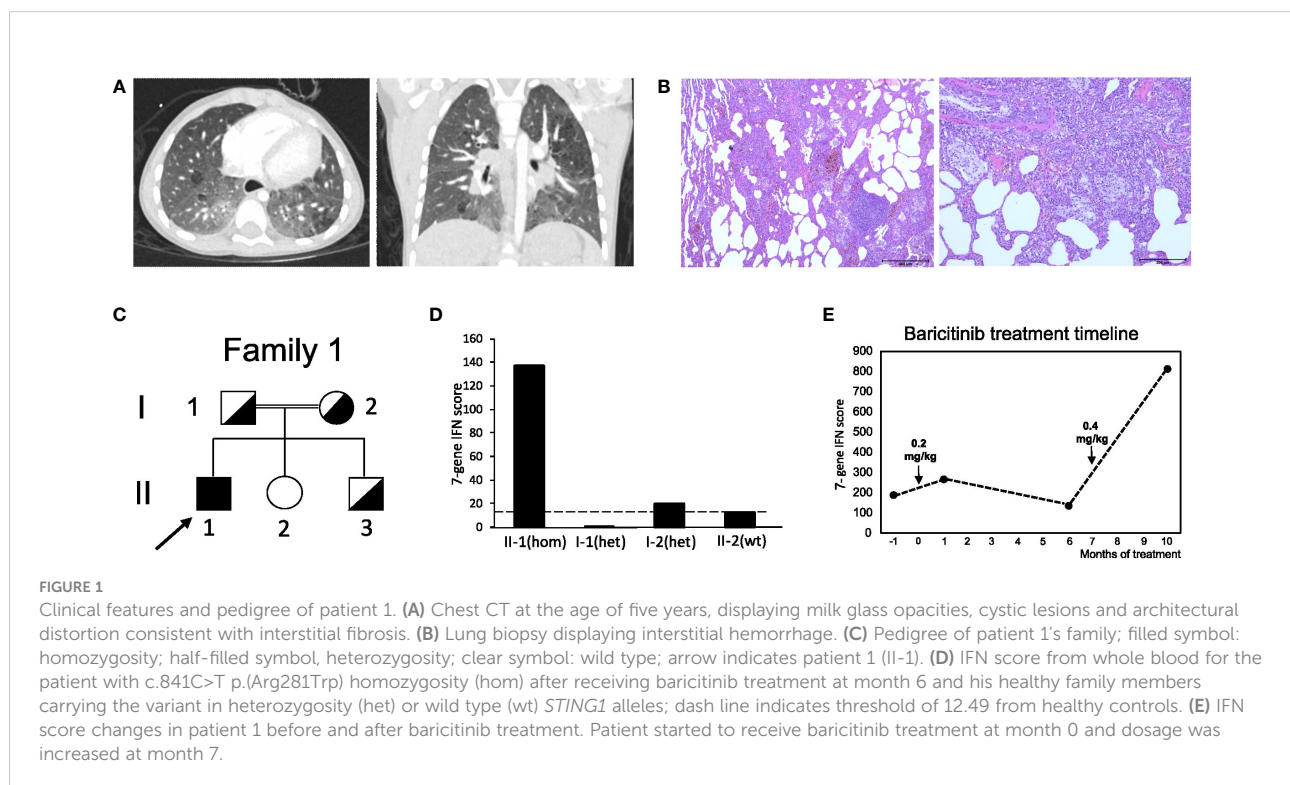 A
B
C
D
E
Family 1
I
1
2
II
1
2
3
7-gene IFN score
160
140
120
100
80
60
40
20
0
II-1(hom) I-1(het) I-2(het) II-2(wt)
Baricitinib treatment timeline
7-gene IFN score
900
800
700
600
500
400
300
200
100
0
0.2
mg/kg
0.4
mg/kg
-1 0 1 2 3 4 5 6 7 8 9 10
Months of treatment
FIGURE 1
Clinical features and pedigree of patient 1. (A) Chest CT at the age of five years, displaying milk glass opacities, cystic lesions and architectural
distortion consistent with interstitial fibrosis. (B) Lung biopsy displaying interstitial hemorrhage. (C) Pedigree of patient 1's family; filled symbol:
homozygosity; half-filled symbol, heterozygosity; clear symbol: wild type; arrow indicates patient 1 (II-1). (D) IFN score from whole blood for the
patient with c.841C>T p.(Arg281Trp) homozygosity (hom) after receiving baricitinib treatment at month 6 and his healthy family members
carrying the variant in heterozygosity (het) or wild type (wt) STING1 alleles; dash line indicates threshold of 12.49 from healthy controls. (E) IFN
score changes in patient 1 before and after baricitinib treatment. Patient started to receive baricitinib treatment at month 0 and dosage was
increased at month 7.